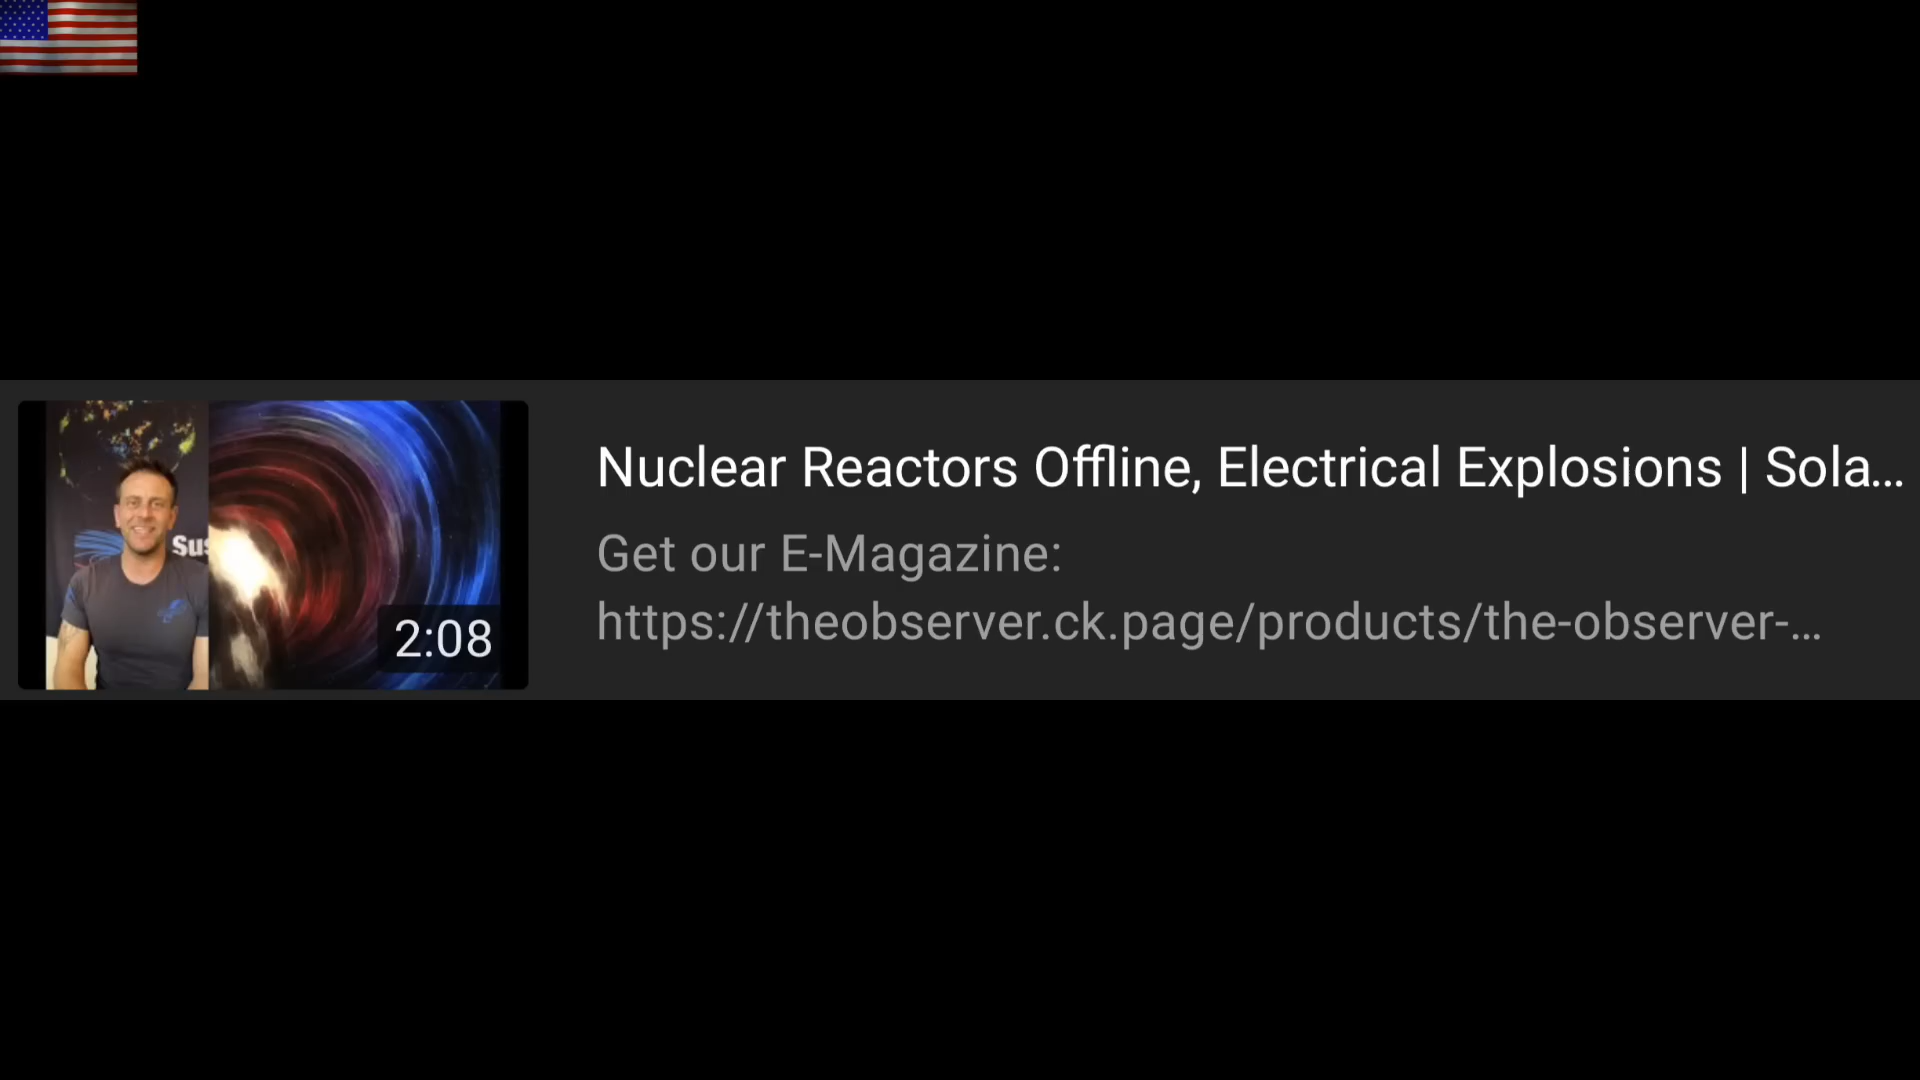 Nuclear Reactors Offline, Electrical Explosions | Sola...
Get our E-Magazine:
https://theobserver.ck.page/products/the-observer-...
Sus
2:08